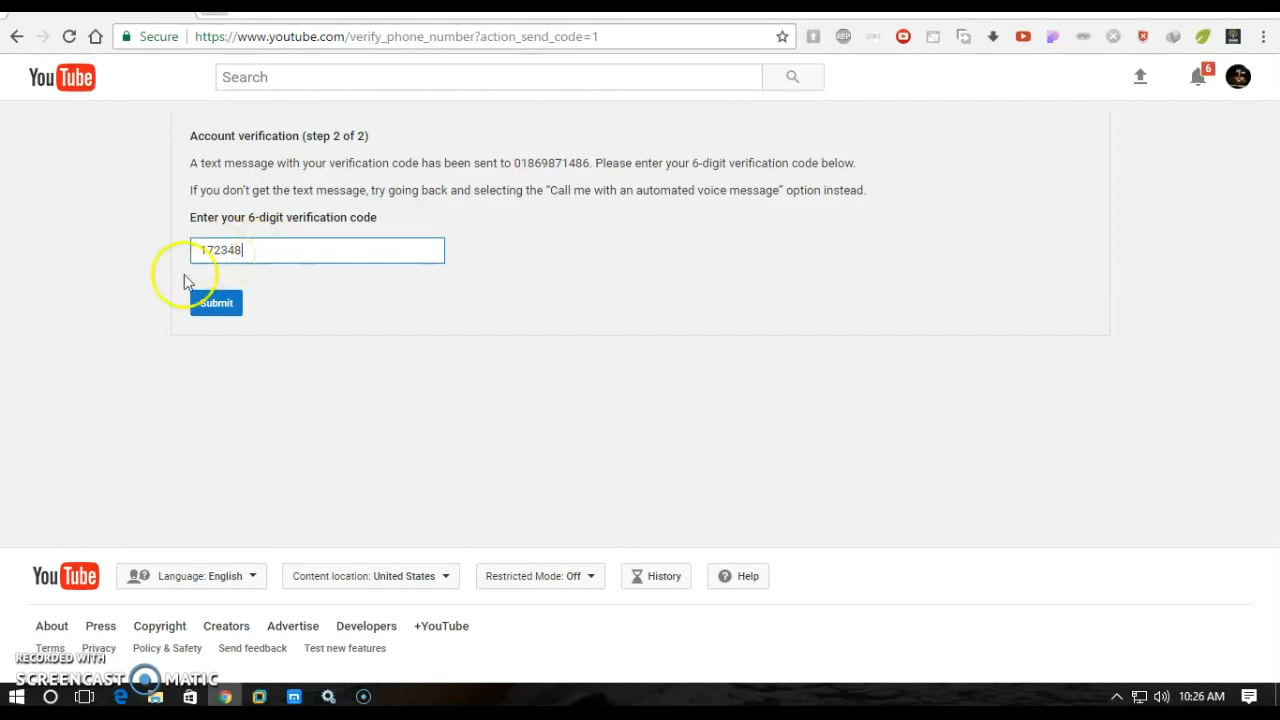 Secure https://www.youtube.com/verify_phone_number?action_send_code=1
ABP
YouTube Search 6
Account verification (step 2 of 2)
A text message with your verification code has been sent to 01869871486. Please enter your 6-digit verification code below.
If you don't get the text message, try going back and selecting the “Call me with an automated voice message” option instead.
Enter your 6-digit verification code
172348
Submit
YouTube Language: English Content location: United States Restricted Mode: Off History Help
About Press Copyright Creators Advertise Developers +YouTube
Terms Privacy Policy & Safety Send feedback Test new features
RECORDED WITH
SCREENCAST MATIC
10:26 AM